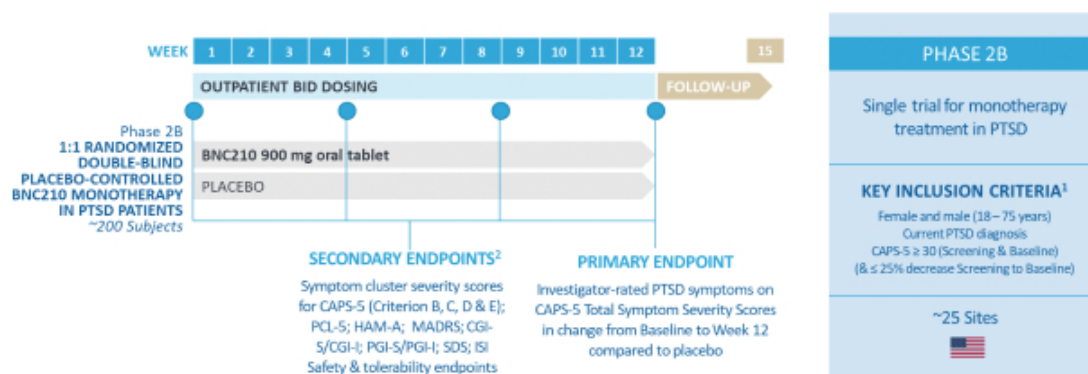 WEEK 1 2 3 4 5 6 7 8 9 10 11 12 15
OUTPATIENT BID DOSING
FOLLOW-UP
Phase 2B
1:1 RANDOMIZED
DOUBLE-BLIND
PLACEBO-CONTROLLED
BNC210 MONOTHERAPY
IN PTSD PATIENTS
~200 Subjects
BNC210 900 mg oral tablet
PLACEBO
SECONDARY ENDPOINTS²
Symptom cluster severity scores
for CAPS-5 (Criterion B, C, D & E);
PCL-5; HAM-A; MADRS; CGI-
S/CGI-I; PGI-S/PGI-I; SDS; ISI
Safety & tolerability endpoints
PRIMARY ENDPOINT
Investigator-rated PTSD symptoms on
CAPS-5 Total Symptom Severity Scores
in change from Baseline to Week 12
compared to placebo
PHASE 2B
Single trial for monotherapy
treatment in PTSD
KEY INCLUSION CRITERIA¹
Female and male (18 – 75 years)
Current PTSD diagnosis
CAPS-5 ≥ 30 (Screening & Baseline)
(& ≤ 25% decrease Screening to Baseline)
~25 Sites